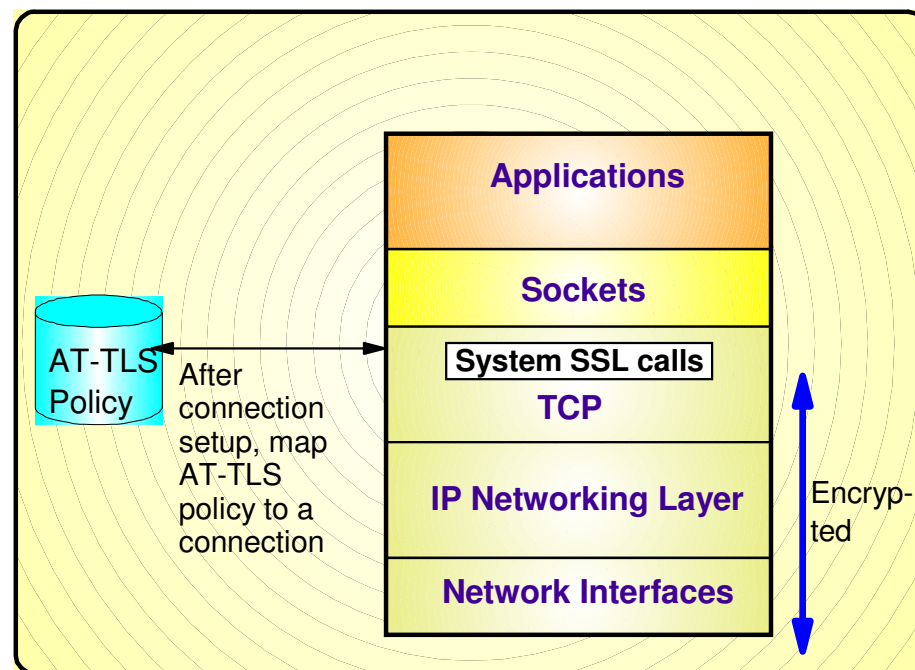 Applications
Sockets
System SSL calls
TCP
IP Networking Layer
Network Interfaces
AT-TLS
Policy
After
connection
setup, map
AT-TLS
policy to a
connection
Encryp-
ted